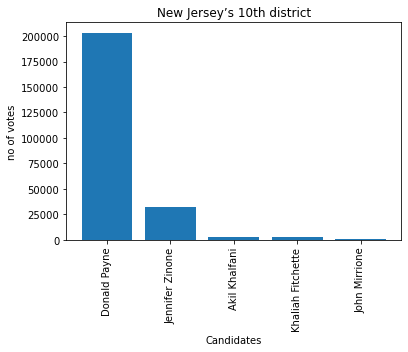 New Jersey’s 10th district
no of votes
200000
175000
150000
125000
100000
75000
50000
25000
0
Donald Payne
Jennifer Zinone
Akil Khalfani
Khaliah Fitchette
John Mirrione
Candidates